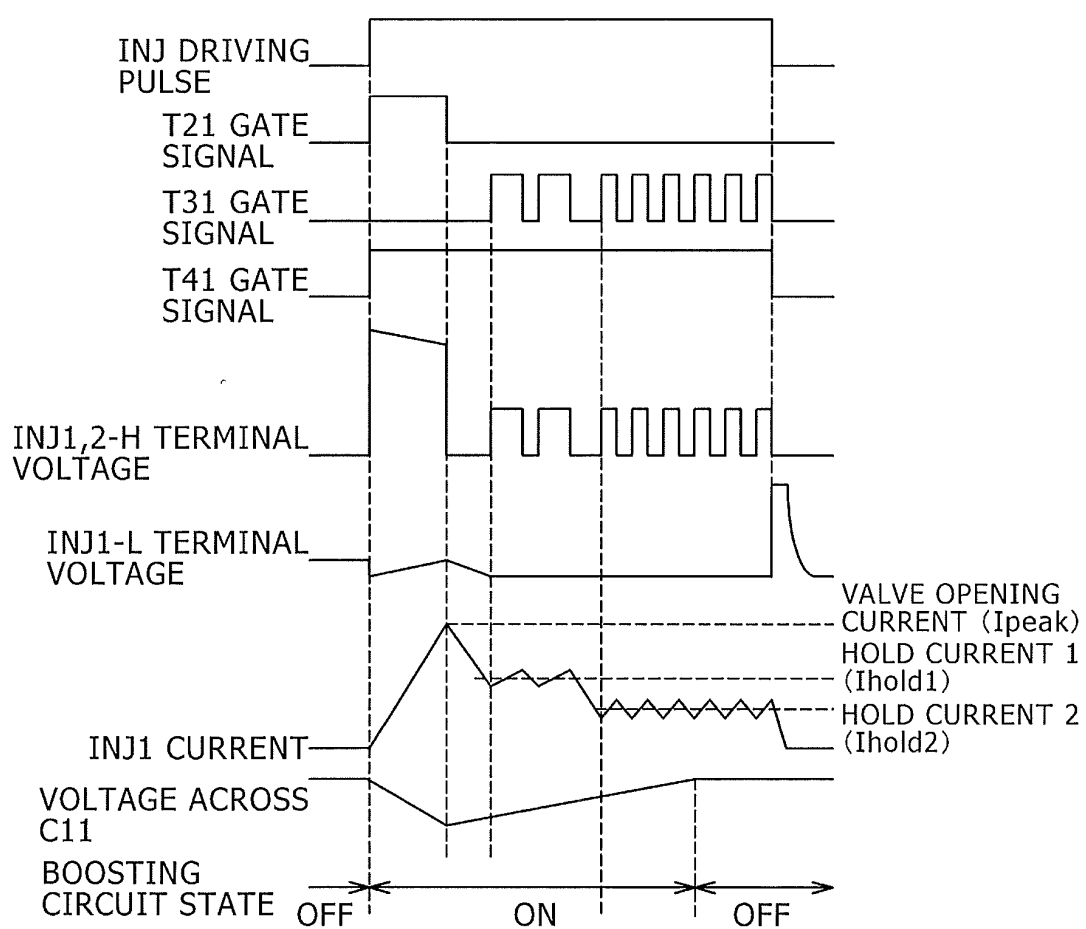 INJ DRIVING
PULSE
T21 GATE
SIGNAL
T31 GATE
SIGNAL
T41 GATE
SIGNAL
INJ1,2-H TERMINAL
VOLTAGE
INJ1-L TERMINAL
VOLTAGE
VALVE OPENING
CURRENT (Ipeak)
HOLD CURRENT 1
(Ihold1)
HOLD CURRENT 2
(Ihold2)
INJ1 CURRENT
VOLTAGE ACROSS
C11
BOOSTING
CIRCUIT STATE
OFF ON OFF